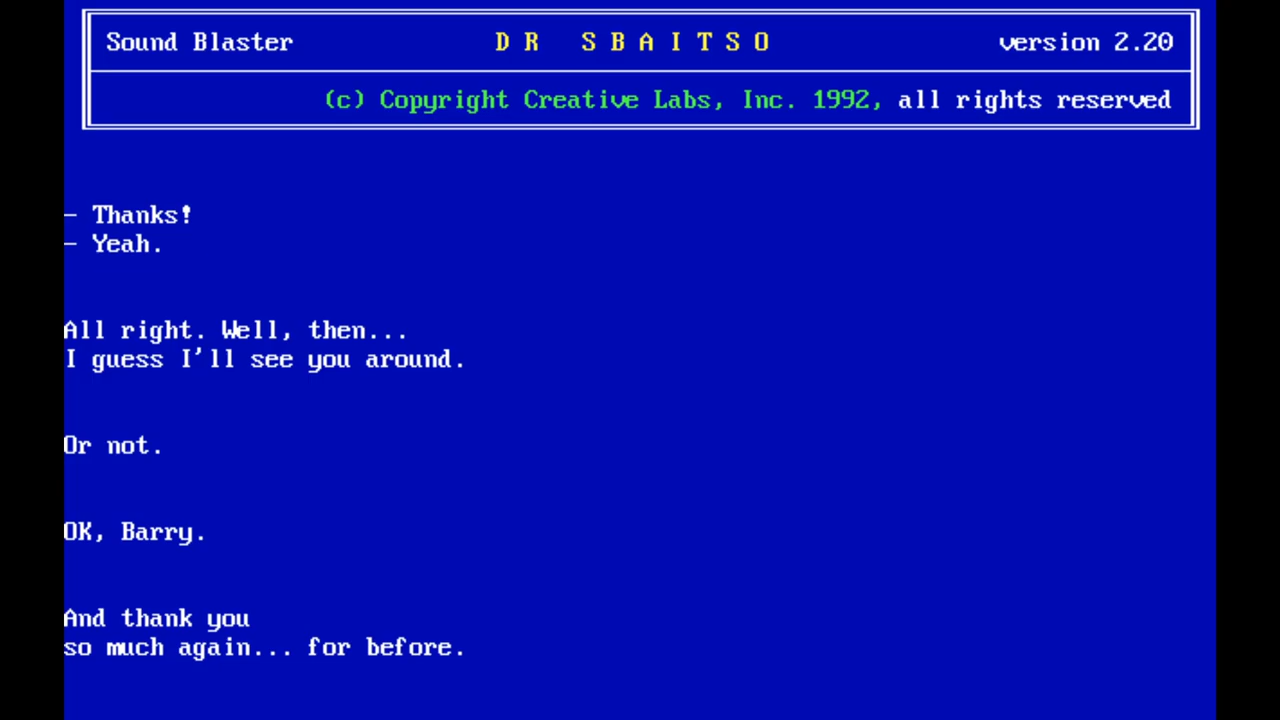 Sound Blaster D R S B A I T S O version 2.20
(c) Copyright Creative Labs, Inc. 1992, all rights reserved
- Thanks!
- Yeah.
All right. Well, then...
I guess I'll see you around.
Or not.
OK, Barry.
And thank you
so much again... for before.